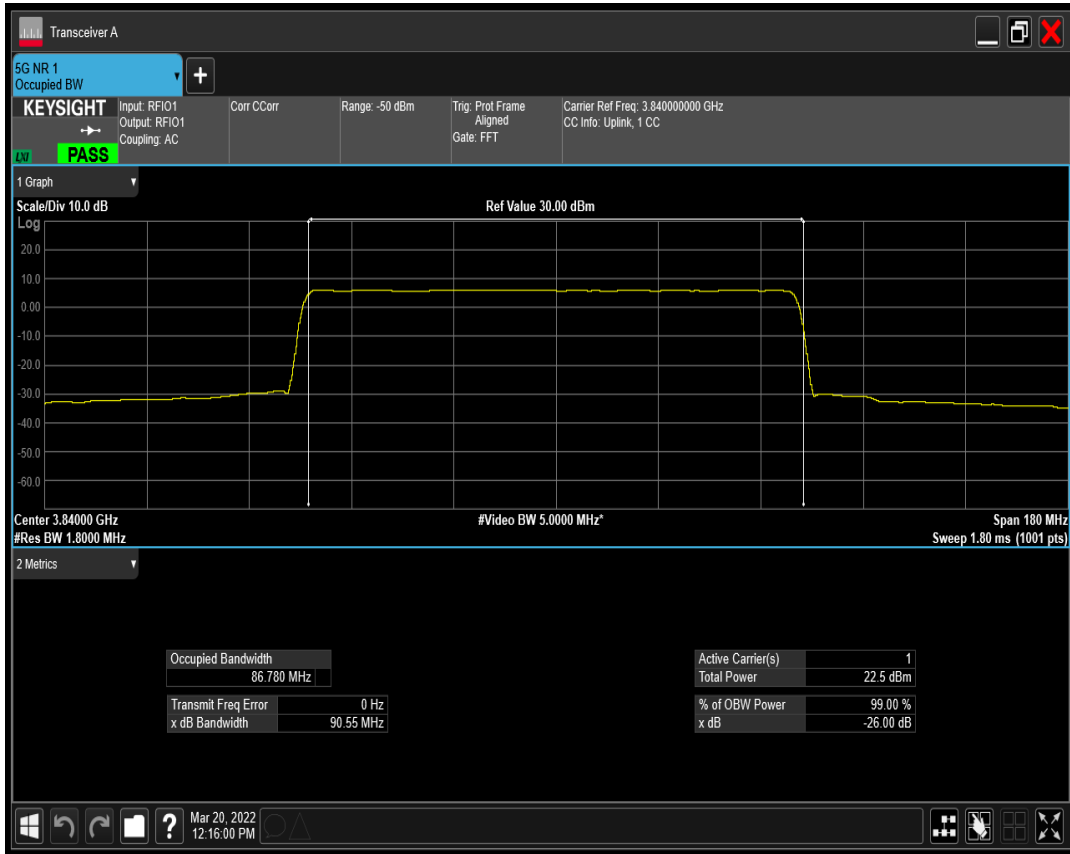 Transceiver A
5G NR 1
Occupied BW
+
KEYSIGHT
LXI
PASS
Input: RFIO1
Output: RFIO1
Coupling: AC
Corr CCorr
Range: -50 dBm
Trig: Prot Frame
Aligned
Gate: FFT
Carrier Ref Freq: 3.840000000 GHz
CC Info: Uplink, 1 CC
1 Graph
Scale/Div 10.0 dB
Ref Value 30.00 dBm
Log
20.0
10.0
0.00
-10.0
-20.0
-30.0
-40.0
-50.0
-60.0
Center 3.84000 GHz
#Video BW 5.0000 MHz*
Span 180 MHz
#Res BW 1.8000 MHz
Sweep 1.80 ms (1001 pts)
2 Metrics
Occupied Bandwidth
86.780 MHz
Transmit Freq Error 0 Hz
x dB Bandwidth 90.55 MHz
Active Carrier(s) 1
Total Power 22.5 dBm
% of OBW Power 99.00 %
x dB -26.00 dB
?
Mar 20, 2022
12:16:00 PM